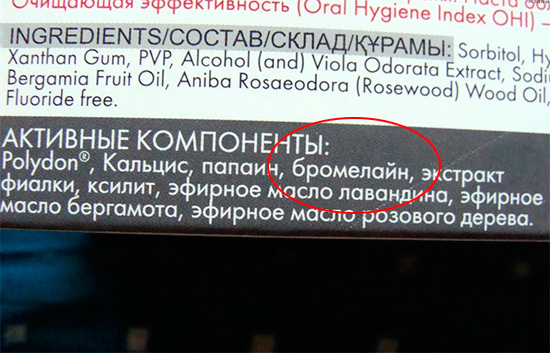 Очищающая эффективность (Oral Hygiene Index OHI) –
INGREDIENTS/СОСТАВ/СКЛАД/ҚҰРАМЫ: Sorbitol, Hy
Xanthan Gum, PVP, Alcohol (and) Viola Odorata Extract, Sodi
Bergamia Fruit Oil, Aniba Rosaeodora (Rosewood) Wood Oil,
Fluoride free.
АКТИВНЫЕ КОМПОНЕНТЫ:
Polydon®, Кальцис, папаин, бромелайн, экстракт
фиалки, ксилит, эфирное масло лавандина, эфирное
масло бергамота, эфирное масло розового дерева.